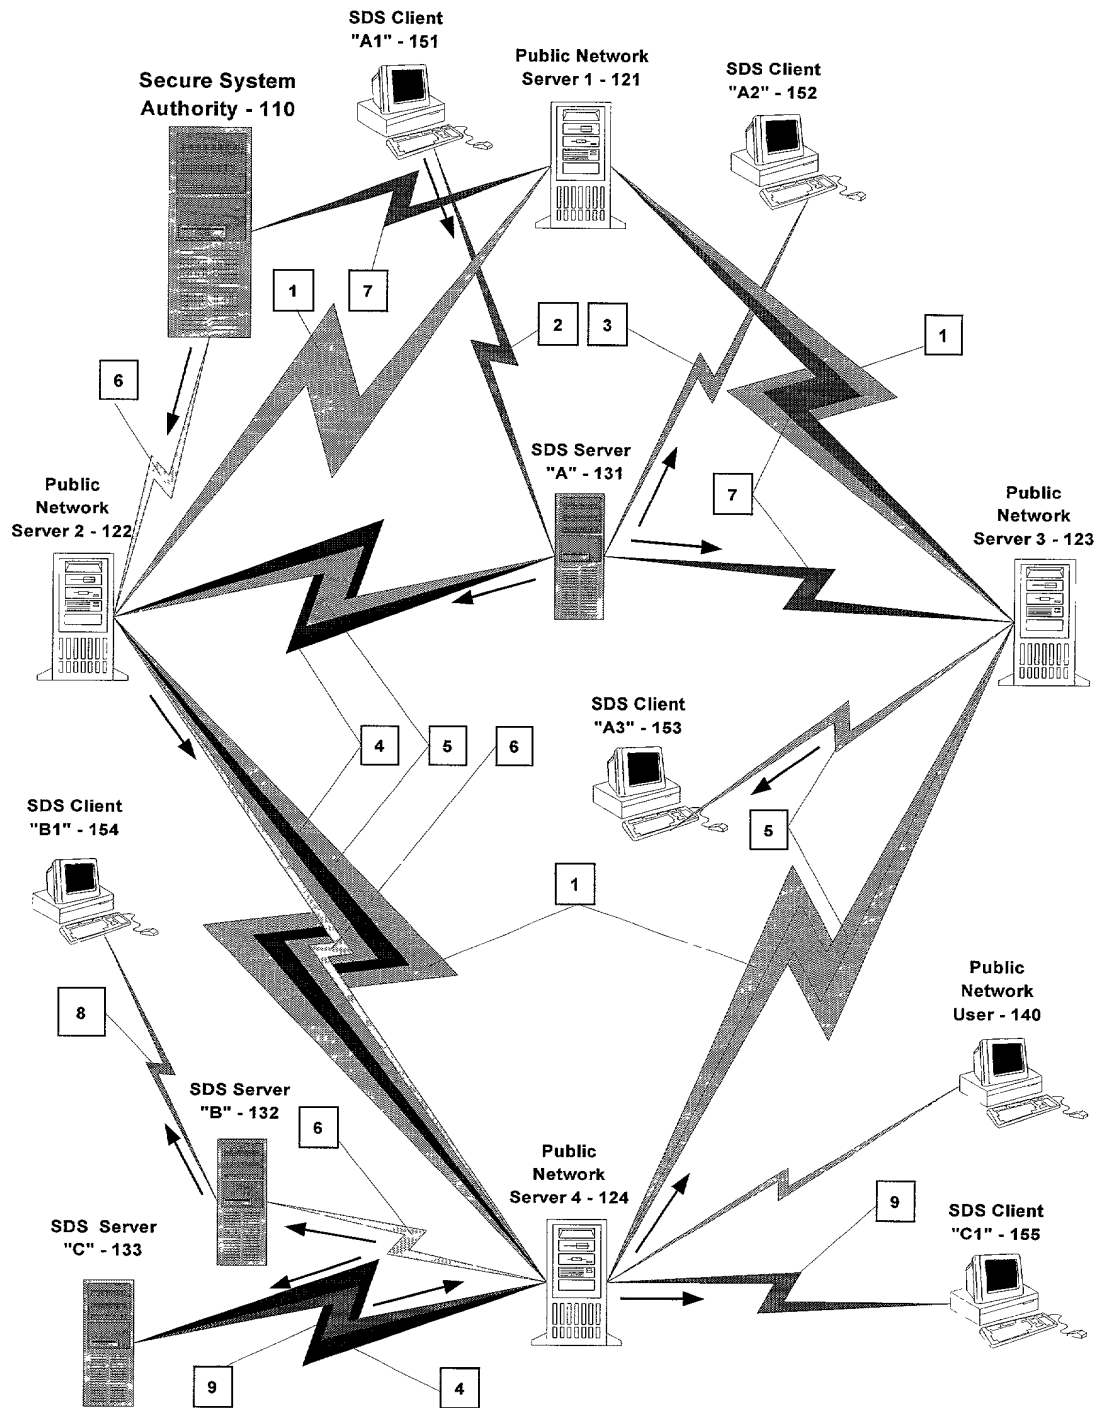 SDS Client
"A1" - 151
Public Network
Server 1 - 121
SDS Client
"A2" - 152
Secure System
Authority - 110
1
7
2
3
1
6
SDS Server
"A" - 131
Public
Network
Server 2 - 122
7
Public
Network
Server 3 - 123
SDS Client
"A3" - 153
4
5
6
SDS Client
"B1" - 154
5
1
Public
Network
User - 140
8
SDS Server
"B" - 132
6
Public
Network
Server 4 - 124
9
SDS Client
"C1" - 155
SDS Server
"C" - 133
9
4